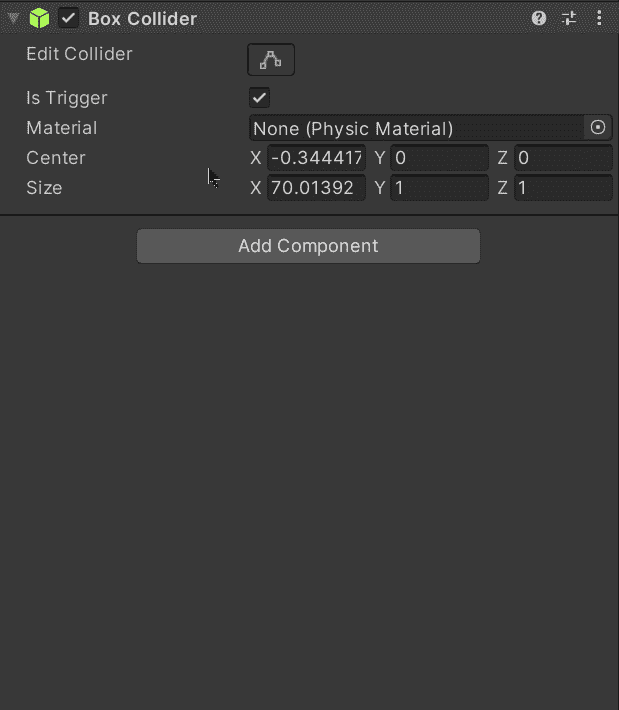 Box Collider
Edit Collider
Is Trigger
Material None (Physic Material)
Center X -0.344417 Y 0 Z 0
Size X 70.01392 Y 1 Z 1
Add Component